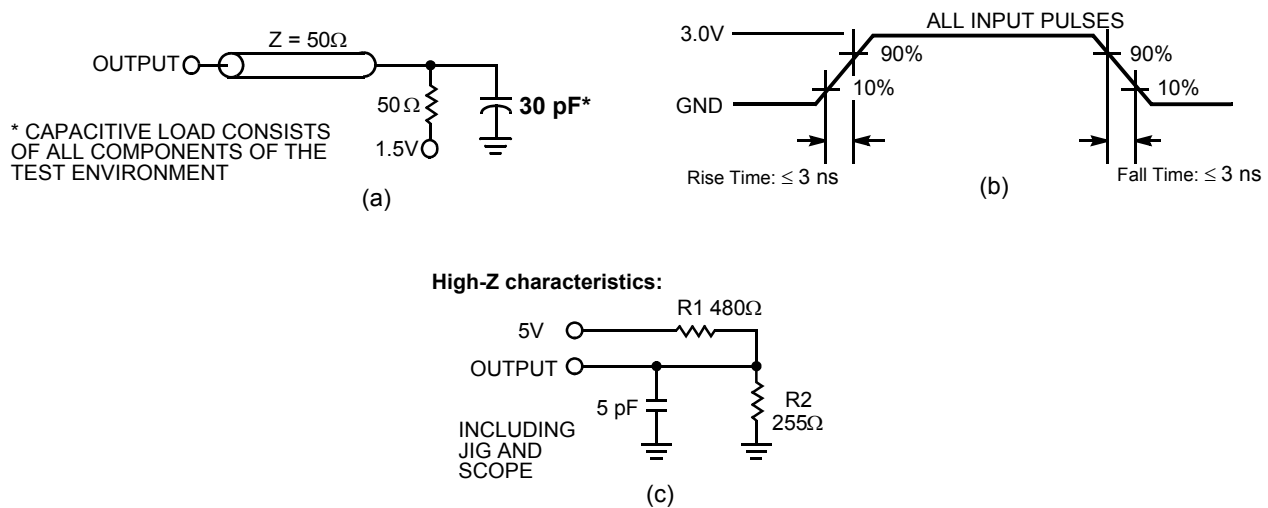 Z = 50Ω
OUTPUT
50Ω
30 pF*
1.5V
* CAPACITIVE LOAD CONSISTS
OF ALL COMPONENTS OF THE
TEST ENVIRONMENT
(a)
ALL INPUT PULSES
3.0V
90%
90%
10%
10%
GND
Rise Time: ≤ 3 ns
Fall Time: ≤ 3 ns
(b)
High-Z characteristics:
R1 480Ω
5V
OUTPUT
5 pF
R2
255Ω
INCLUDING
JIG AND
SCOPE
(c)